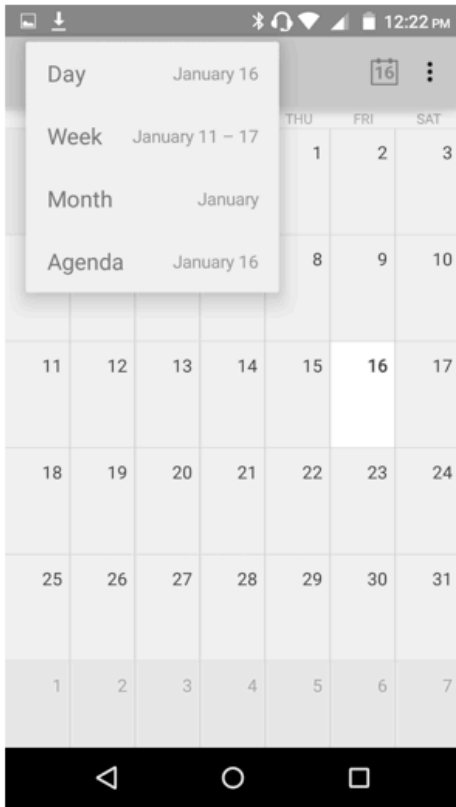 12:22 PM
Day January 16
16
Week January 11 – 17
Month January
Agenda January 16
THU FRI SAT
1 2 3
8 9 10
11 12 13 14 15 16 17
18 19 20 21 22 23 24
25 26 27 28 29 30 31
1 2 3 4 5 6 7